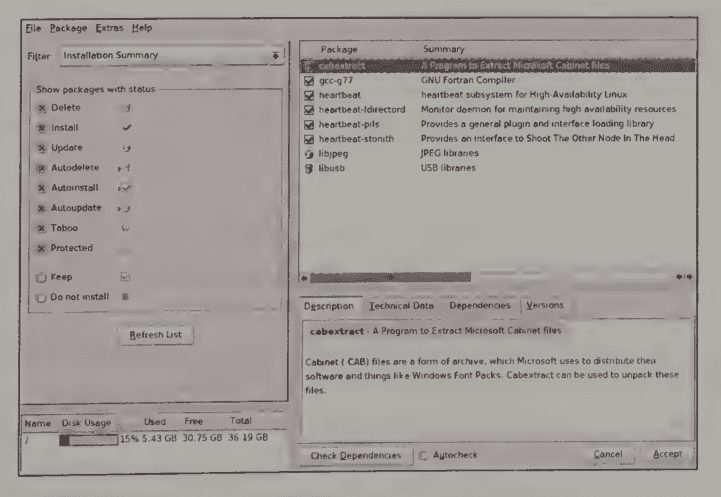 File Package Extras Help
Filter Installation Summary
Show packages with status
Delete
Install
Update
Autodelete
Autoinstall
Autoupdate
Taboo
Protected
Keep
Do not install
Refresh List
Name Disk Usage Used Free Total
/ 15% 5.43 GB 30.75 GB 36.19 GB
Package Summary
cabextract A Program to Extract Microsoft Cabinet files
gcc-g77 GNU Fortran Compiler
heartbeat heartbeat subsystem for High-Availability Linux
heartbeat-ldirectord Monitor daemon for maintaining high availability resources
heartbeat-pils Provides a general plugin and interface loading library
heartbeat-stonith Provides an interface to Shoot The Other Node In The Head
libjpeg JPEG libraries
libusb USB libraries
Description Technical Data Dependencies Versions
cabextract - A Program to Extract Microsoft Cabinet files
Cabinet (.CAB) files are a form of archive, which Microsoft uses to distribute their
software and things like Windows Font Packs. Cabextract can be used to unpack these
files.
Check Dependencies Autocheck Cancel Accept